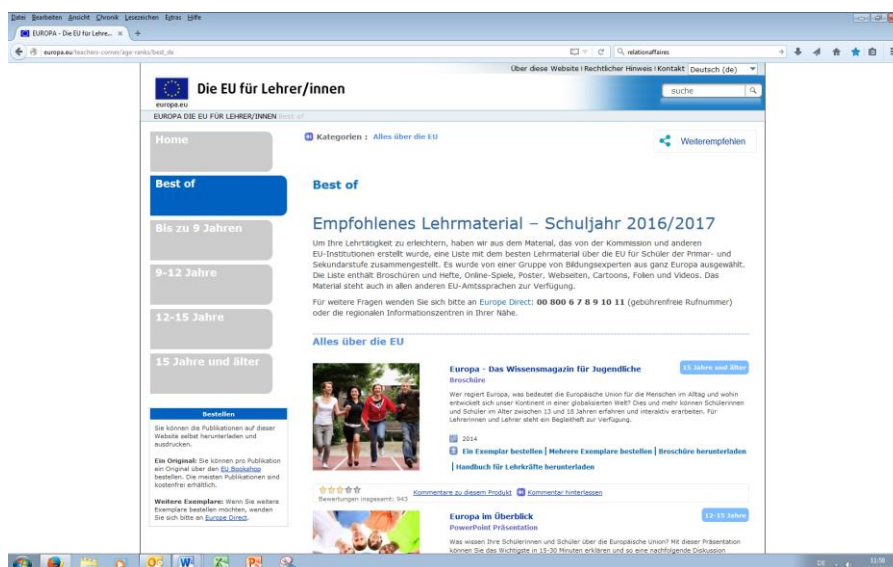 Datei Bearbeiten Ansicht Chronik Lesezeichen Extras Hilfe
EUROPA - Die EU für Lehre...
europa.eu/teachers-corner/age-ranks/best_de
relationaffaires
Über diese Website | Rechtlicher Hinweis | Kontakt Deutsch (de)
Die EU für Lehrer/innen
suche
europa.eu
EUROPA DIE EU FÜR LEHRER/INNEN Best of
Home
Best of
Bis zu 9 Jahren
9-12 Jahre
12-15 Jahre
15 Jahre und älter
Bestellen
Sie können die Publikationen auf dieser
Website selbst herunterladen und
ausdrucken.
Ein Original: Sie können pro Publikation
ein Original über den EU Bookshop
bestellen. Die meisten Publikationen sind
kostenfrei erhältlich.
Weitere Exemplare: Wenn Sie weitere
Exemplare bestellen möchten, wenden
Sie sich bitte an Europe Direct.
Kategorien : Alles über die EU
Weiterempfehlen
Best of
Empfohlenes Lehrmaterial – Schuljahr 2016/2017
Um Ihre Lehrtätigkeit zu erleichtern, haben wir aus dem Material, das von der Kommission und anderen
EU-Institutionen erstellt wurde, eine Liste mit dem besten Lehrmaterial über die EU für Schüler der Primar- und
Sekundarstufe zusammengestellt. Es wurde von einer Gruppe von Bildungsexperten aus ganz Europa ausgewählt.
Die Liste enthält Broschüren und Hefte, Online-Spiele, Poster, Webseiten, Cartoons, Folien und Videos. Das
Material steht auch in allen anderen EU-Amtssprachen zur Verfügung.
Für weitere Fragen wenden Sie sich bitte an Europe Direct: 00 800 6 7 8 9 10 11 (gebührenfreie Rufnummer)
oder die regionalen Informationszentren in Ihrer Nähe.
Alles über die EU
Europa - Das Wissensmagazin für Jugendliche
15 Jahre und älter
Broschüre
Wer regiert Europa, was bedeutet die Europäische Union für die Menschen im Alltag und wohin
entwickelt sich unser Kontinent in einer globalisierten Welt? Dies und mehr können Schülerinnen
und Schüler im Alter zwischen 13 und 18 Jahren erfahren und interaktiv erarbeiten. Für
Lehrerinnen und Lehrer steht ein Begleitheft zur Verfügung.
2014
Ein Exemplar bestellen | Mehrere Exemplare bestellen | Broschüre herunterladen
| Handbuch für Lehrkräfte herunterladen
Bewertungen insgesamt: 943
Kommentare zu diesem Produkt Kommentar hinterlassen
Europa im Überblick
12-15 Jahre
PowerPoint Präsentation
Was wissen Ihre Schülerinnen und Schüler über die Europäische Union? Mit dieser Präsentation
können Sie das Wichtigste in 15-30 Minuten erklären und so eine nachfolgende Diskussion
DE
11:58